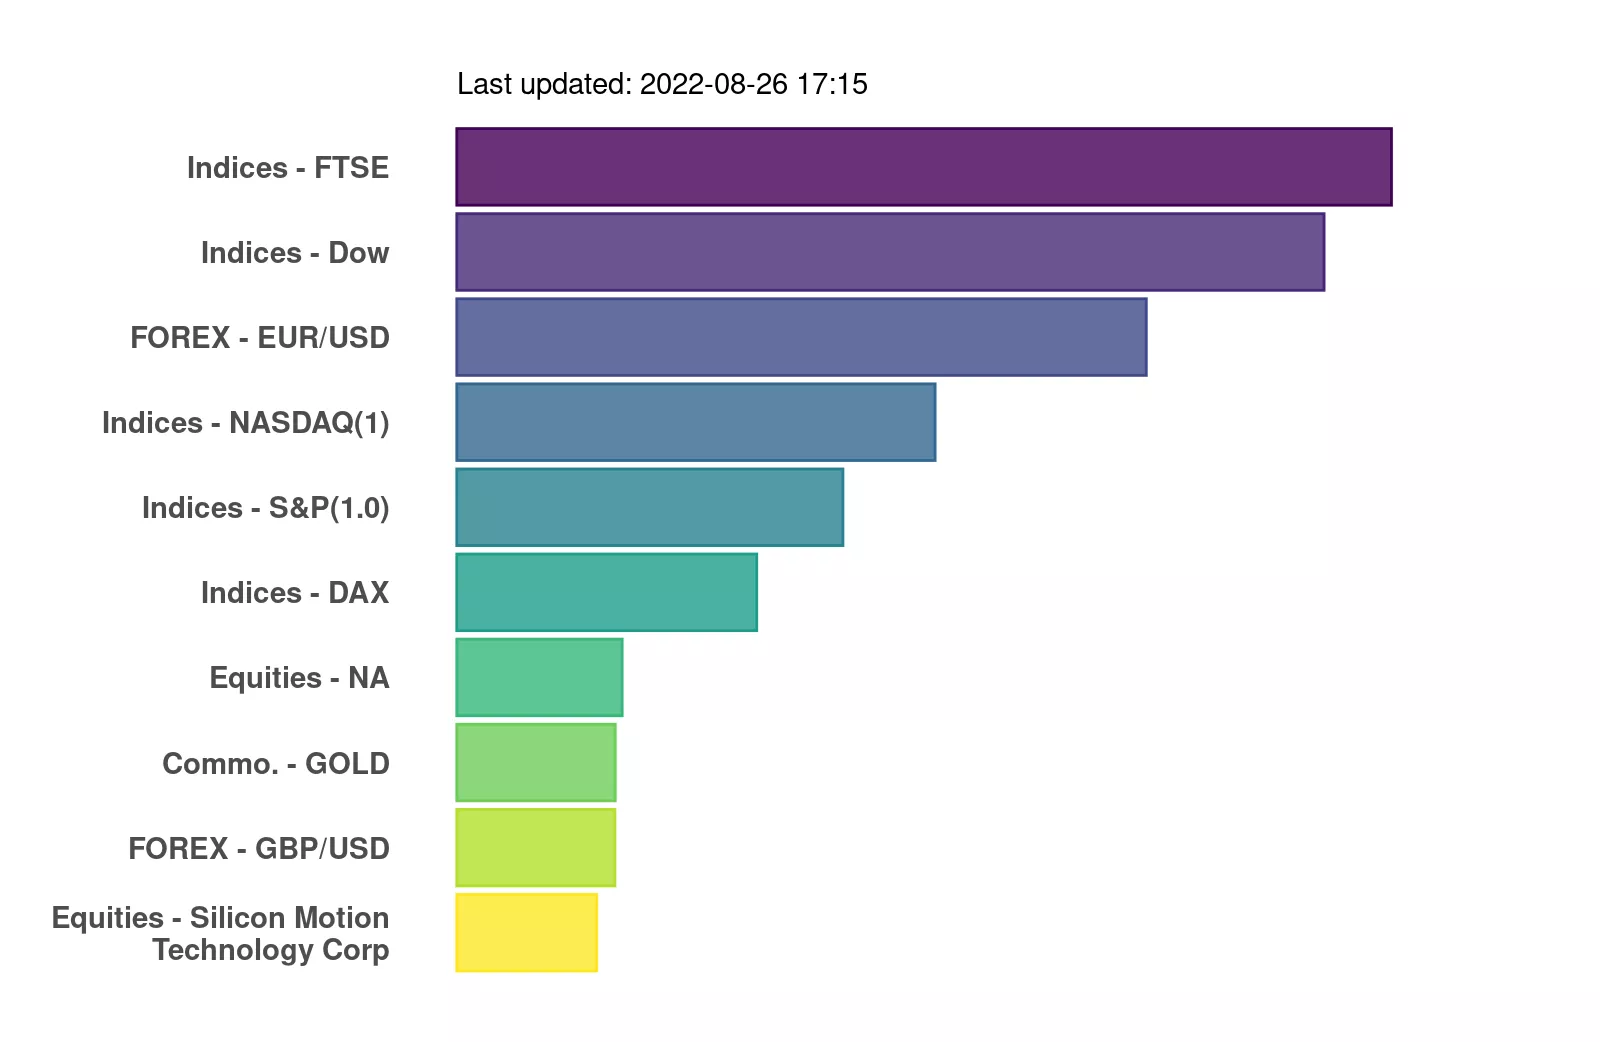 Last updated: 2022-08-26 17:15
Indices - FTSE
Indices - Dow
FOREX - EUR/USD
Indices - NASDAQ(1)
Indices - S&P(1.0)
Indices - DAX
Equities - NA
Commo. - GOLD
FOREX - GBP/USD
Equities - Silicon Motion
Technology Corp